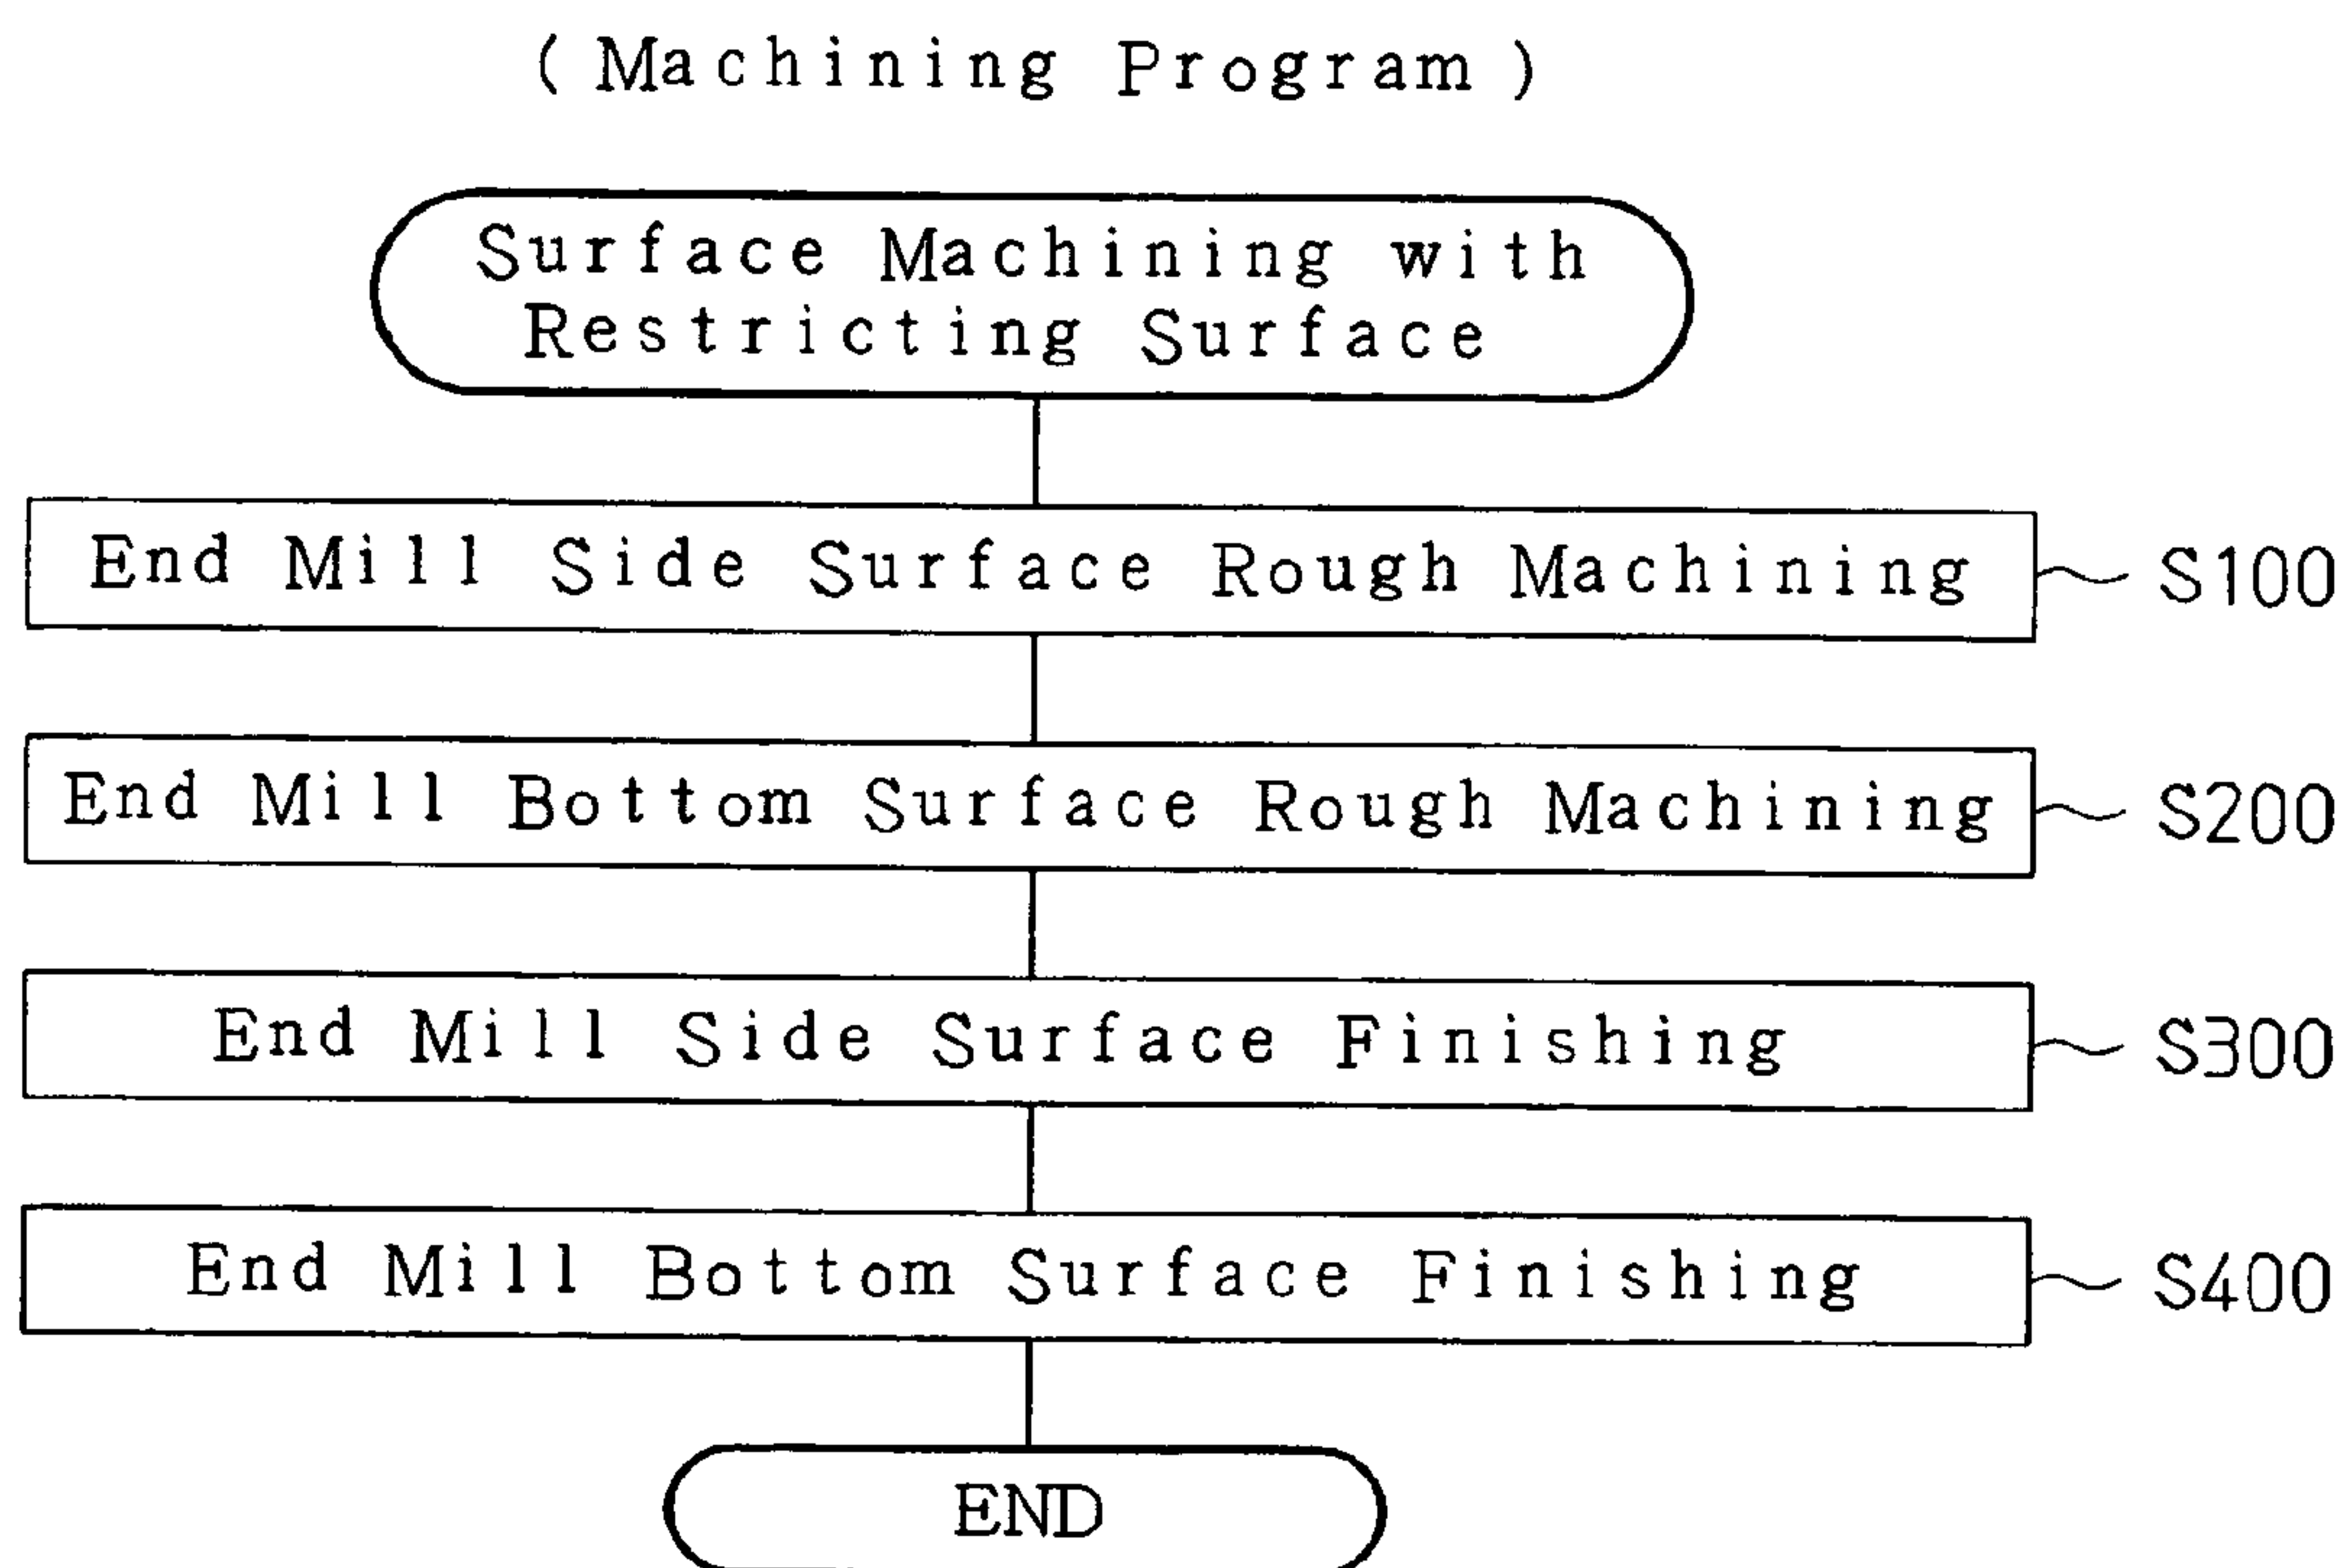 ( Machining Program )
Surface Machining with
Restricting Surface
End Mill Side Surface Rough Machining
S100
End Mill Bottom Surface Rough Machining
S200
End Mill Side Surface Finishing
S300
End Mill Bottom Surface Finishing
S400
END